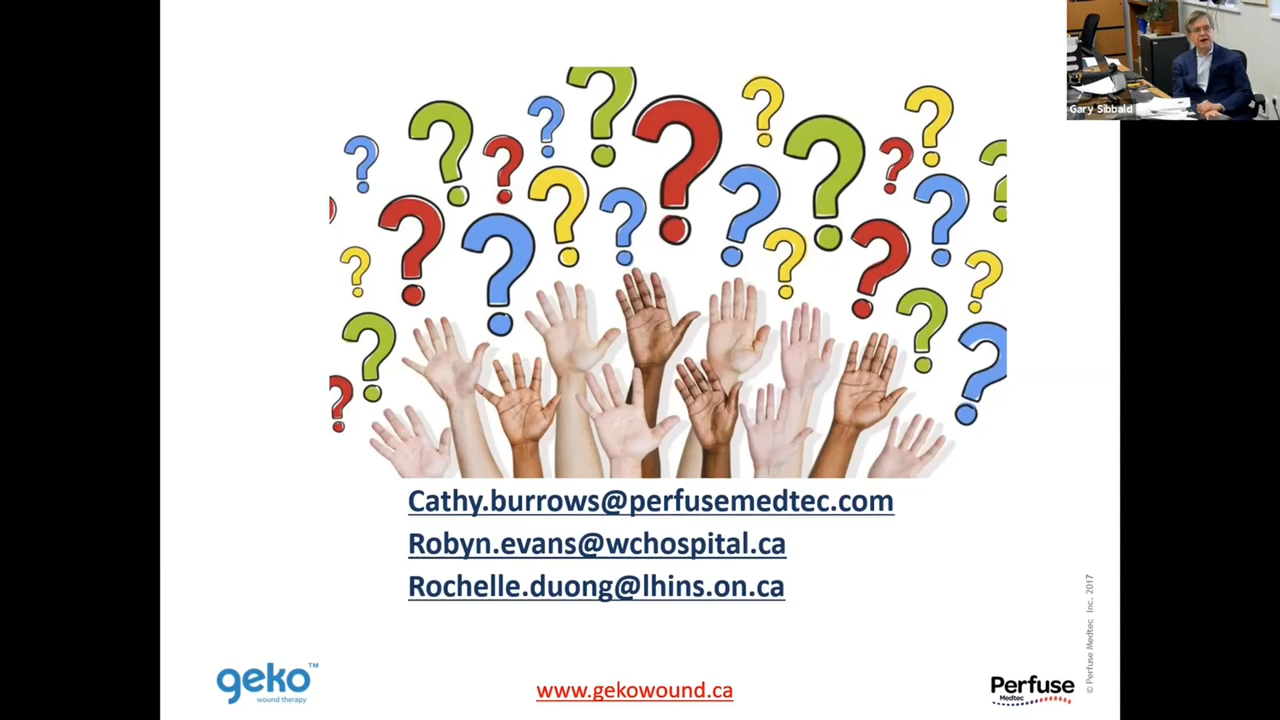 Gary Sibbald
Cathy.burrows@perfusemedtec.com
Robyn.evans@wchospital.ca
Rochelle.duong@lhins.on.ca
geko™
wound therapy
www.gekowound.ca
Perfuse
Medtec
© Perfuse Medtec Inc. 2017